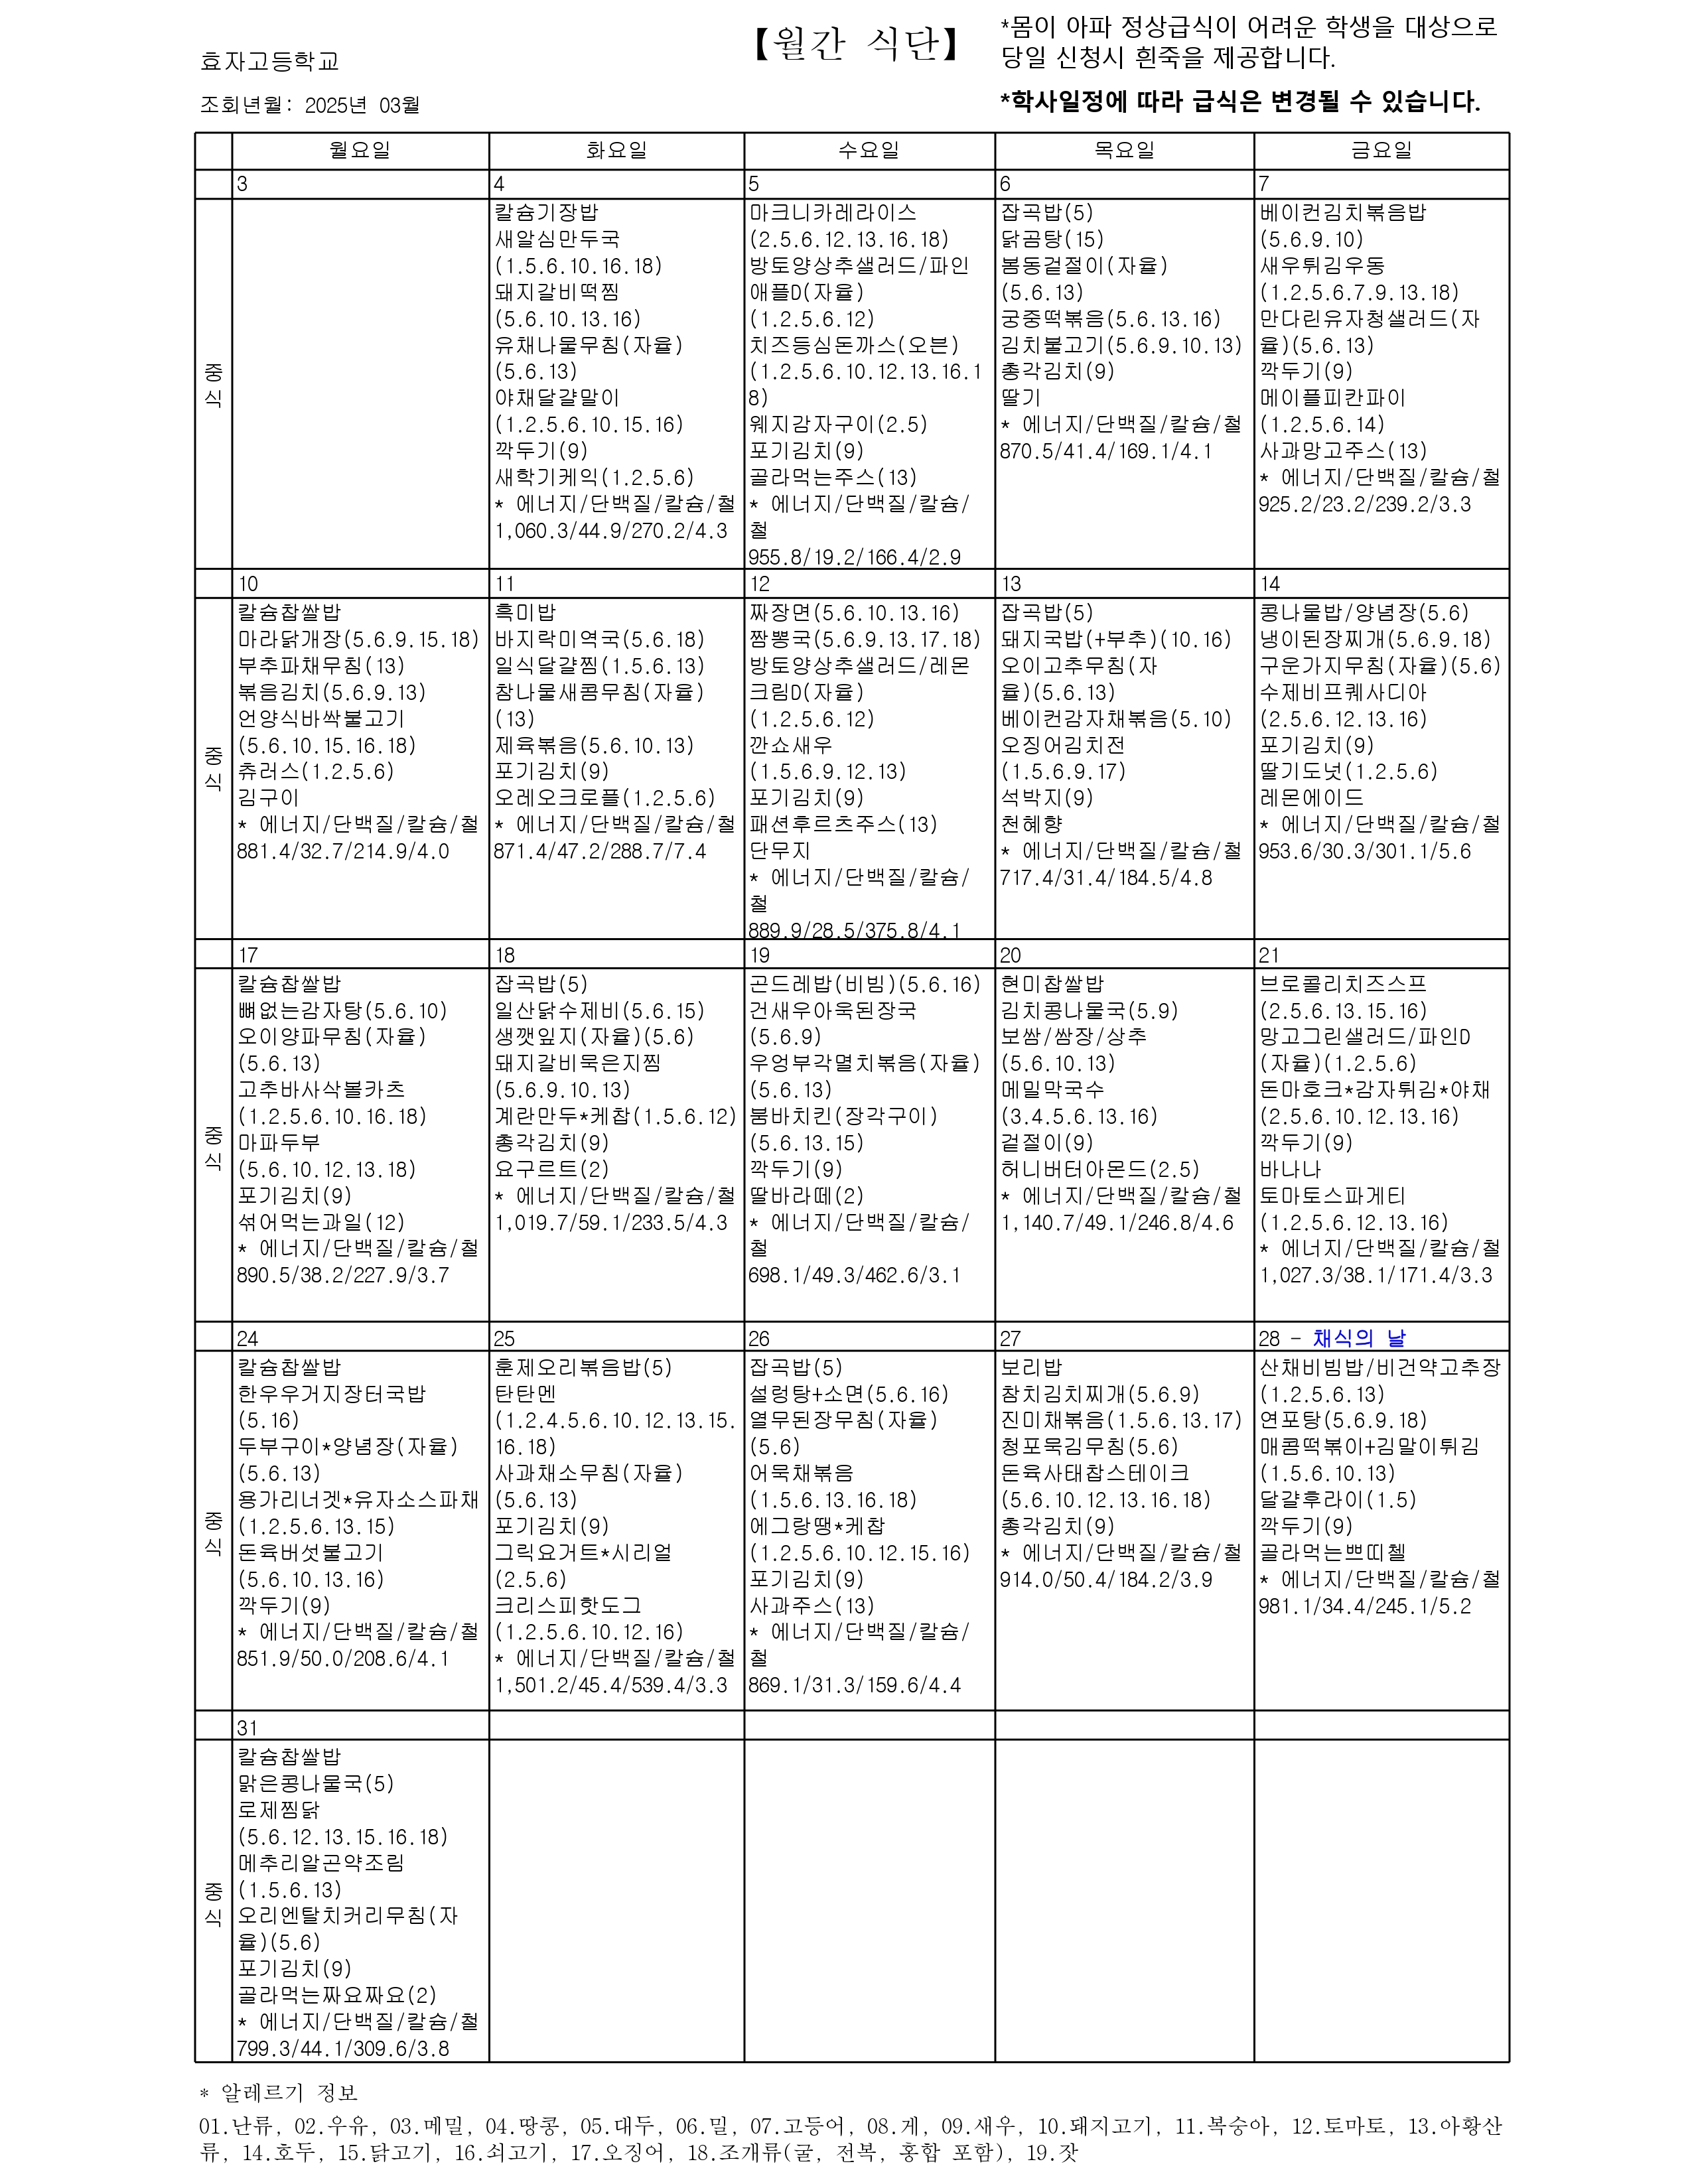 【월간 식단】
*몸이 아파 정상급식이 어려운 학생을 대상으로
당일 신청시 흰죽을 제공합니다.
효자고등학교
*학사일정에 따라 급식은 변경될 수 있습니다.
조회년월: 2025년 03월
월요일
화요일
수요일
목요일
금요일
3
4
5
6
7
중
식
칼슘기장밥
새알심만두국
(1.5.6.10.16.18)
돼지갈비떡찜
(5.6.10.13.16)
유채나물무침(자율)
(5.6.13)
야채달걀말이
(1.2.5.6.10.15.16)
깍두기(9)
새학기케익(1.2.5.6)
* 에너지/단백질/칼슘/철
1,060.3/44.9/270.2/4.3
마크니카레라이스
(2.5.6.12.13.16.18)
방토양상추샐러드/파인
애플D(자율)
(1.2.5.6.12)
치즈등심돈까스(오븐)
(1.2.5.6.10.12.13.16.1
8)
웨지감자구이(2.5)
포기김치(9)
골라먹는주스(13)
* 에너지/단백질/칼슘/
철
955.8/19.2/166.4/2.9
잡곡밥(5)
닭곰탕(15)
봄동겉절이(자율)
(5.6.13)
궁중떡볶음(5.6.13.16)
김치불고기(5.6.9.10.13)
총각김치(9)
딸기
* 에너지/단백질/칼슘/철
870.5/41.4/169.1/4.1
베이컨김치볶음밥
(5.6.9.10)
새우튀김우동
(1.2.5.6.7.9.13.18)
만다린유자청샐러드(자
율)(5.6.13)
깍두기(9)
메이플피칸파이
(1.2.5.6.14)
사과망고주스(13)
* 에너지/단백질/칼슘/철
925.2/23.2/239.2/3.3
10
11
12
13
14
중
식
칼슘찹쌀밥
마라닭개장(5.6.9.15.18)
부추파채무침(13)
볶음김치(5.6.9.13)
언양식바싹불고기
(5.6.10.15.16.18)
츄러스(1.2.5.6)
김구이
* 에너지/단백질/칼슘/철
881.4/32.7/214.9/4.0
흑미밥
바지락미역국(5.6.18)
일식달걀찜(1.5.6.13)
참나물새콤무침(자율)
(13)
제육볶음(5.6.10.13)
포기김치(9)
오레오크로플(1.2.5.6)
* 에너지/단백질/칼슘/철
871.4/47.2/288.7/7.4
짜장면(5.6.10.13.16)
짬뽕국(5.6.9.13.17.18)
방토양상추샐러드/레몬
크림D(자율)
(1.2.5.6.12)
깐쇼새우
(1.5.6.9.12.13)
포기김치(9)
패션후르츠주스(13)
단무지
* 에너지/단백질/칼슘/
철
889.9/28.5/375.8/4.1
잡곡밥(5)
돼지국밥(+부추)(10.16)
오이고추무침(자
율)(5.6.13)
베이컨감자채볶음(5.10)
오징어김치전
(1.5.6.9.17)
석박지(9)
천혜향
* 에너지/단백질/칼슘/철
717.4/31.4/184.5/4.8
콩나물밥/양념장(5.6)
냉이된장찌개(5.6.9.18)
구운가지무침(자율)(5.6)
수제비프퀘사디아
(2.5.6.12.13.16)
포기김치(9)
딸기도넛(1.2.5.6)
레몬에이드
* 에너지/단백질/칼슘/철
953.6/30.3/301.1/5.6
17
18
19
20
21
중
식
칼슘찹쌀밥
뼈없는감자탕(5.6.10)
오이양파무침(자율)
(5.6.13)
고추바사삭볼카츠
(1.2.5.6.10.16.18)
마파두부
(5.6.10.12.13.18)
포기김치(9)
섞어먹는과일(12)
* 에너지/단백질/칼슘/철
890.5/38.2/227.9/3.7
잡곡밥(5)
일산닭수제비(5.6.15)
생깻잎지(자율)(5.6)
돼지갈비묵은지찜
(5.6.9.10.13)
계란만두*케찹(1.5.6.12)
총각김치(9)
요구르트(2)
* 에너지/단백질/칼슘/철
1,019.7/59.1/233.5/4.3
곤드레밥(비빔)(5.6.16)
건새우아욱된장국
(5.6.9)
우엉부각멸치볶음(자율)
(5.6.13)
붐바치킨(장각구이)
(5.6.13.15)
깍두기(9)
딸바라떼(2)
* 에너지/단백질/칼슘/
철
698.1/49.3/462.6/3.1
현미찹쌀밥
김치콩나물국(5.9)
보쌈/쌈장/상추
(5.6.10.13)
메밀막국수
(3.4.5.6.13.16)
겉절이(9)
허니버터아몬드(2.5)
* 에너지/단백질/칼슘/철
1,140.7/49.1/246.8/4.6
브로콜리치즈스프
(2.5.6.13.15.16)
망고그린샐러드/파인D
(자율)(1.2.5.6)
돈마호크*감자튀김*야채
(2.5.6.10.12.13.16)
깍두기(9)
바나나
토마토스파게티
(1.2.5.6.12.13.16)
* 에너지/단백질/칼슘/철
1,027.3/38.1/171.4/3.3
24
25
26
27
28 - 채식의 날
중
식
칼슘찹쌀밥
한우우거지장터국밥
(5.16)
두부구이*양념장(자율)
(5.6.13)
용가리너겟*유자소스파채
(1.2.5.6.13.15)
돈육버섯불고기
(5.6.10.13.16)
깍두기(9)
* 에너지/단백질/칼슘/철
851.9/50.0/208.6/4.1
훈제오리볶음밥(5)
탄탄멘
(1.2.4.5.6.10.12.13.15.
16.18)
사과채소무침(자율)
(5.6.13)
포기김치(9)
그릭요거트*시리얼
(2.5.6)
크리스피핫도그
(1.2.5.6.10.12.16)
* 에너지/단백질/칼슘/철
1,501.2/45.4/539.4/3.3
잡곡밥(5)
설렁탕+소면(5.6.16)
열무된장무침(자율)
(5.6)
어묵채볶음
(1.5.6.13.16.18)
에그랑땡*케찹
(1.2.5.6.10.12.15.16)
포기김치(9)
사과주스(13)
* 에너지/단백질/칼슘/
철
869.1/31.3/159.6/4.4
보리밥
참치김치찌개(5.6.9)
진미채볶음(1.5.6.13.17)
청포묵김무침(5.6)
돈육사태찹스테이크
(5.6.10.12.13.16.18)
총각김치(9)
* 에너지/단백질/칼슘/철
914.0/50.4/184.2/3.9
산채비빔밥/비건약고추장
(1.2.5.6.13)
연포탕(5.6.9.18)
매콤떡볶이+김말이튀김
(1.5.6.10.13)
달걀후라이(1.5)
깍두기(9)
골라먹는쁘띠첼
* 에너지/단백질/칼슘/철
981.1/34.4/245.1/5.2
31
중
식
칼슘찹쌀밥
맑은콩나물국(5)
로제찜닭
(5.6.12.13.15.16.18)
메추리알곤약조림
(1.5.6.13)
오리엔탈치커리무침(자
율)(5.6)
포기김치(9)
골라먹는짜요짜요(2)
* 에너지/단백질/칼슘/철
799.3/44.1/309.6/3.8
* 알레르기 정보
01.난류, 02.우유, 03.메밀, 04.땅콩, 05.대두, 06.밀, 07.고등어, 08.게, 09.새우, 10.돼지고기, 11.복숭아, 12.토마토, 13.아황산
류, 14.호두, 15.닭고기, 16.쇠고기, 17.오징어, 18.조개류(굴, 전복, 홍합 포함), 19.잣